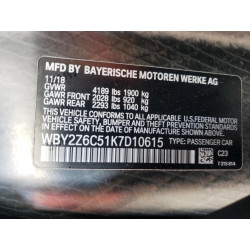 MFD BY BAYERISCHE MOTOREN WERKE AG
11/18
GVWR 4189 lbs 1900 kg
GAWR FRONT 2028 lbs 920 kg
GAWR REAR 2293 lbs 1040 kg
THIS VEHICLE CONFORMS TO ALL APPLICABLE U.S.FEDERAL MOTOR
VEHICLE SAFETY, BUMPER, AND THEFT PREVENTION STANDARDS
IN EFFECT ON THE DATE OF MANUFACTURE SHOWN ABOVE.
WBY2Z6C51K7D10615
TYPE: PASSENGER CAR
C23